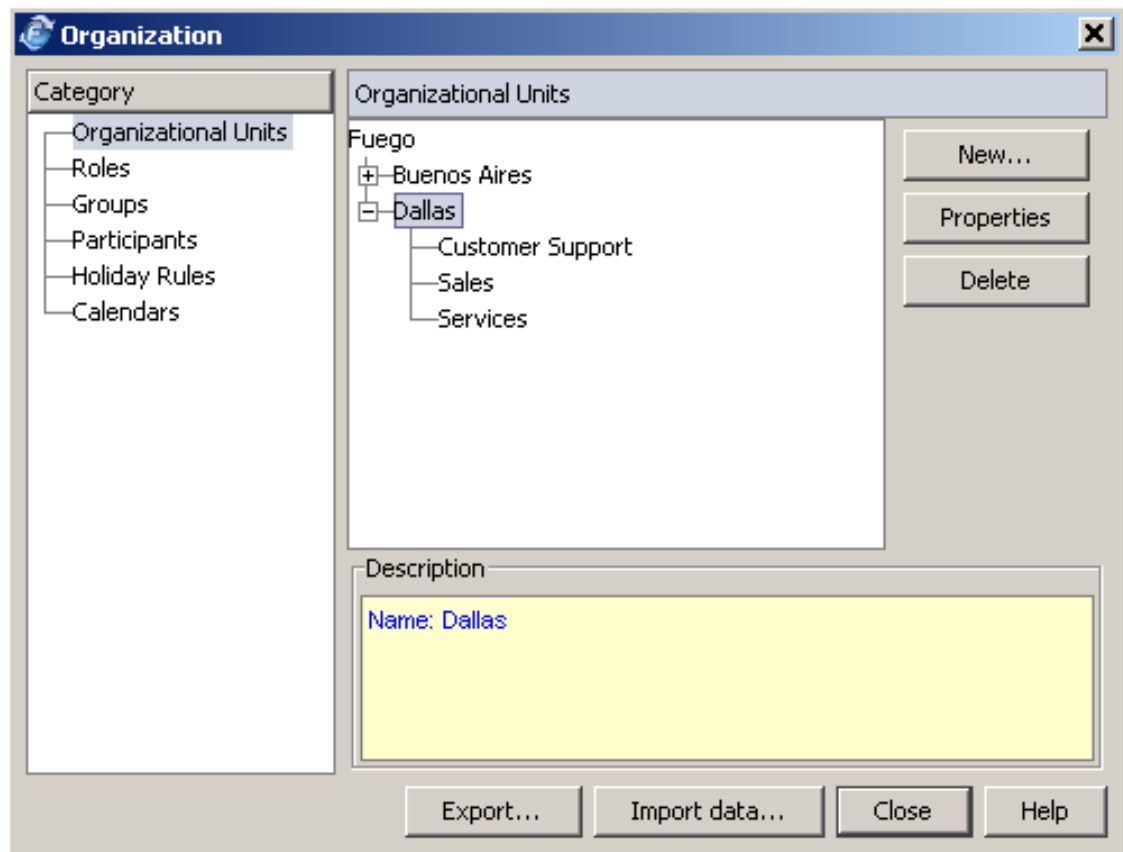 Organization
Category
Organizational Units
Roles
Groups
Participants
Holiday Rules
Calendars
Organizational Units
Fuego
Buenos Aires
Dallas
Customer Support
Sales
Services
New...
Properties
Delete
Description
Name: Dallas
Export...
Import data...
Close
Help